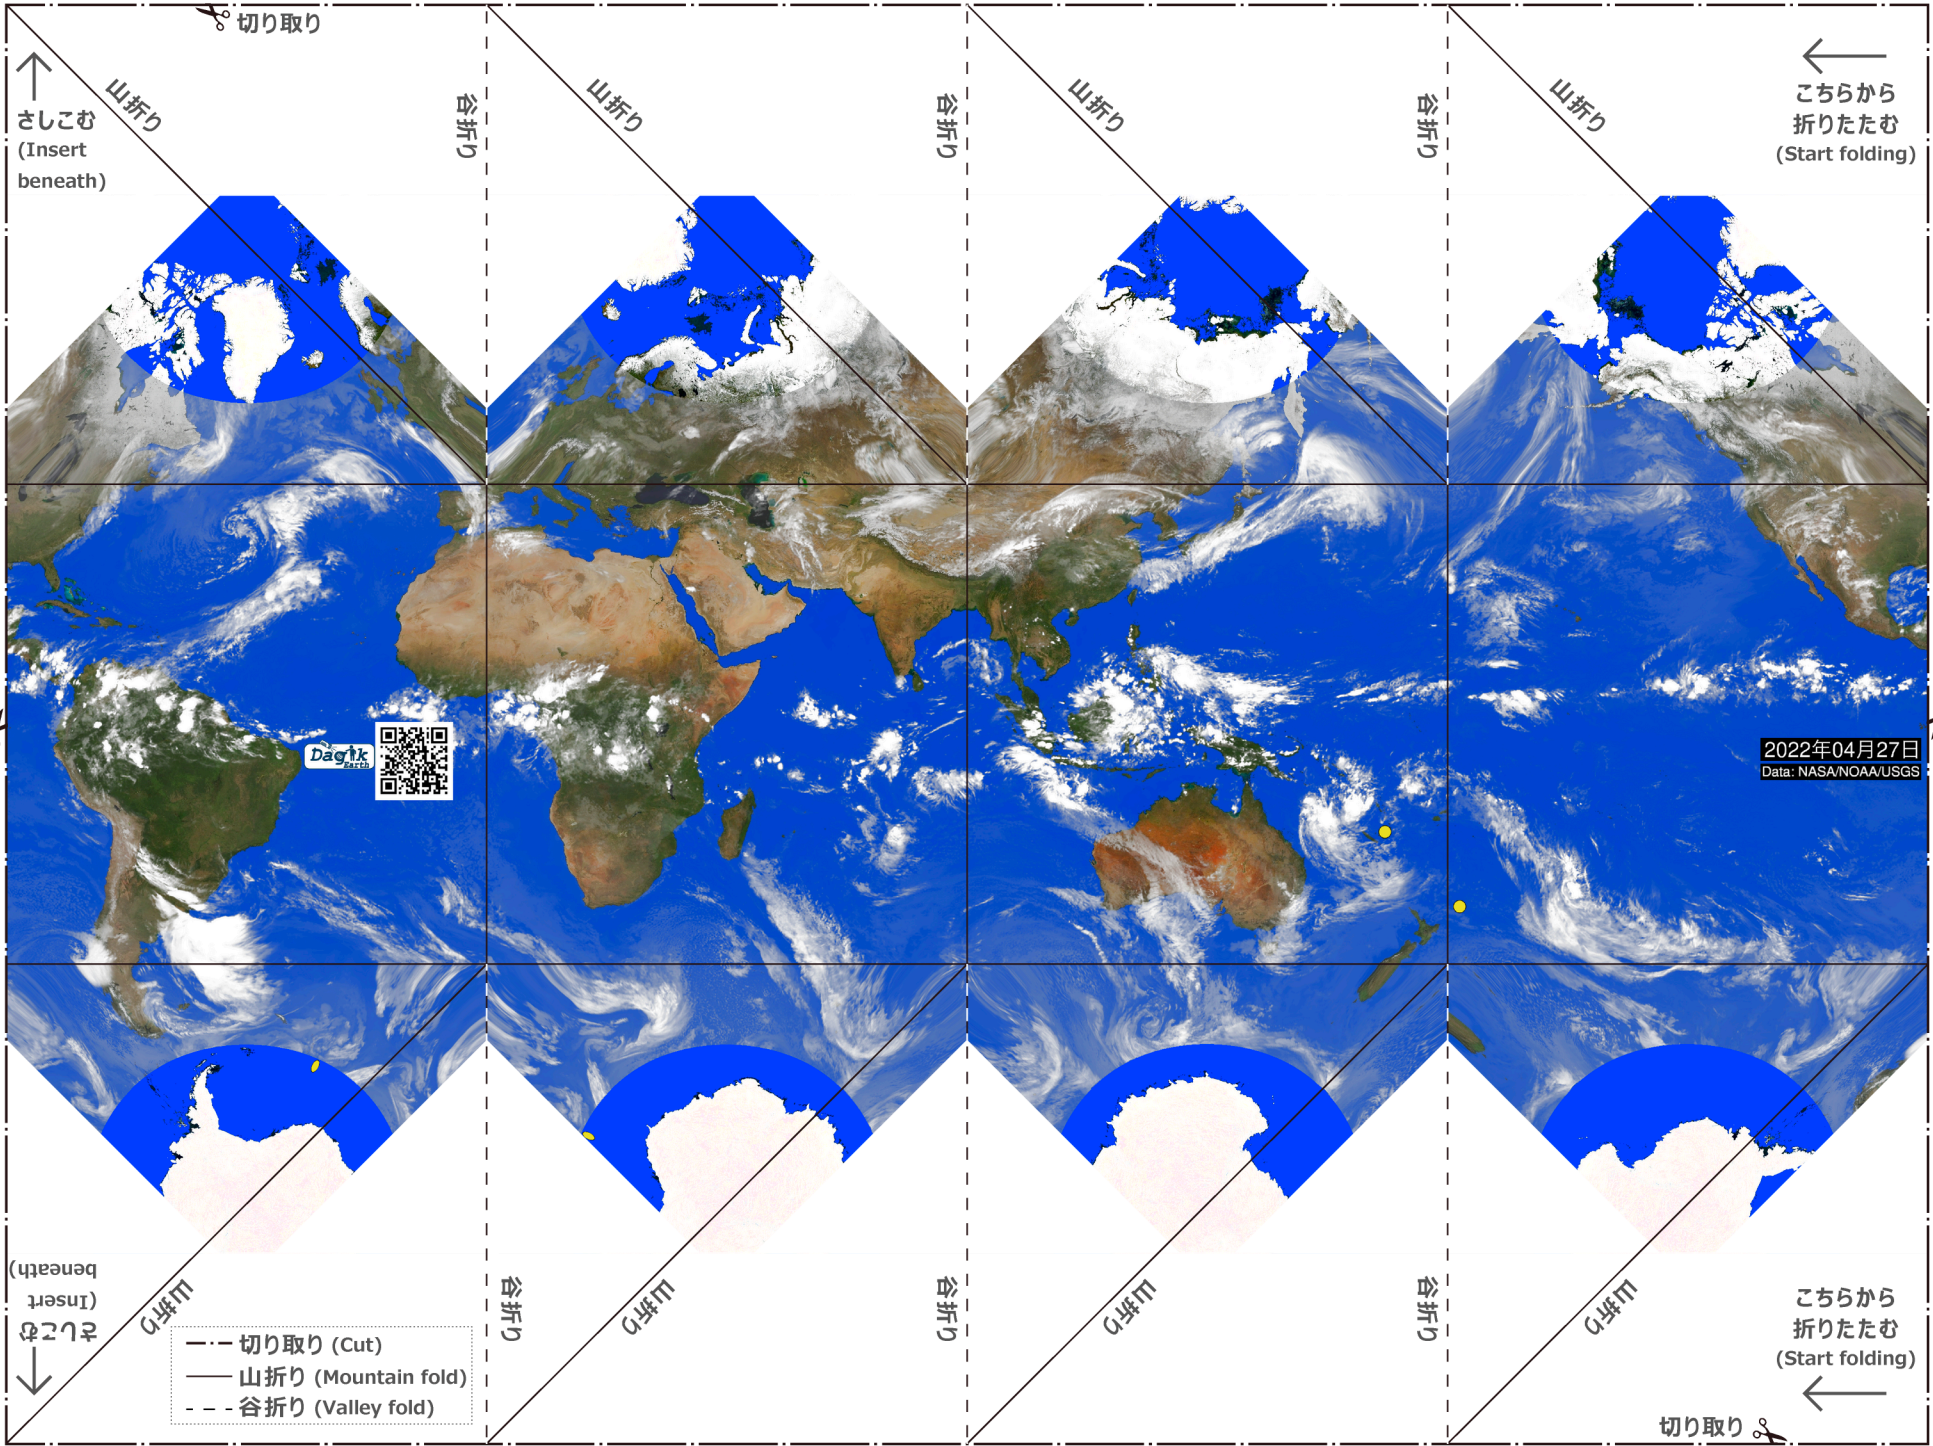 切り取り
さしこむ
(Insert
beneath)
山折り
谷折り
山折り
谷折り
山折り
谷折り
山折り
こちらから
折りたたむ
(Start folding)
Dagik
Earth
2022年04月27日
Data: NASA/NOAA/USGS
さしこむ
(Insert
beneath)
山折り
谷折り
山折り
谷折り
山折り
谷折り
山折り
こちらから
折りたたむ
(Start folding)
切り取り (Cut)
山折り (Mountain fold)
谷折り (Valley fold)
切り取り